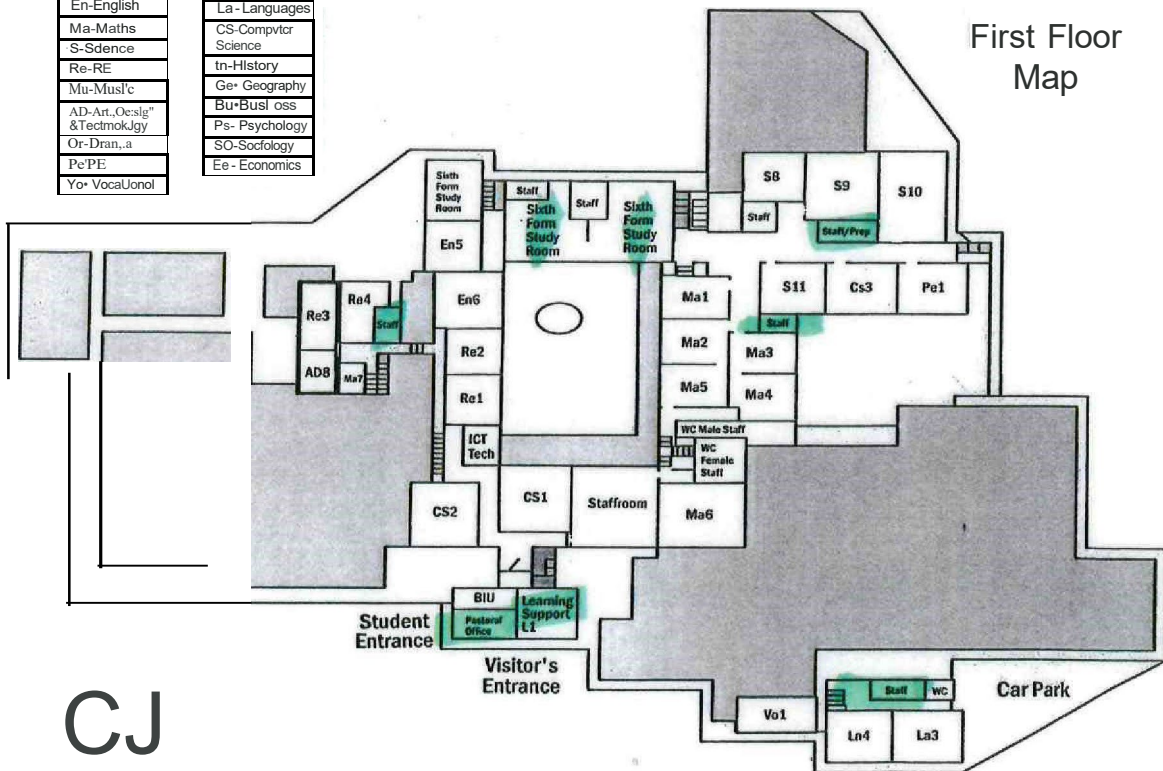 En-English
Ma-Maths
S-Sdence
Re-RE
Mu-Musl'c
AD-Art.,Oe:slg"
&TectmokJgy
Or-Dran,.a
Pe'PE
Yo• VocaUonol
La-Languages
CS-Compvtcr
Science
tn-HIstory
Ge• Geography
Bu•Busl oss
Ps- Psychology
SO-Socfology
Ee - Economics
First Floor
Map
Sixth
Form
Study
Room
Staff
Sixth
Form
Study
Room
Staff
Sixth
Form
Study
Room
S8
S9
S10
Staff
Staff/Prep
En5
Re3
Re4
Staff
En6
Ma1
S11
Cs3
Pe1
Staff
Re2
Ma2
Ma3
AD8
Ma7
Re1
Ma5
Ma4
ICT
Tech
WC Male Staff
WC
Female
Staff
CS2
CS1
Staffroom
Ma6
BIU
Learning
Support
L1
Pastoral
Office
Student
Entrance
Visitor's
Entrance
Staff
WC
Car Park
Vo1
Ln4
La3
CJ